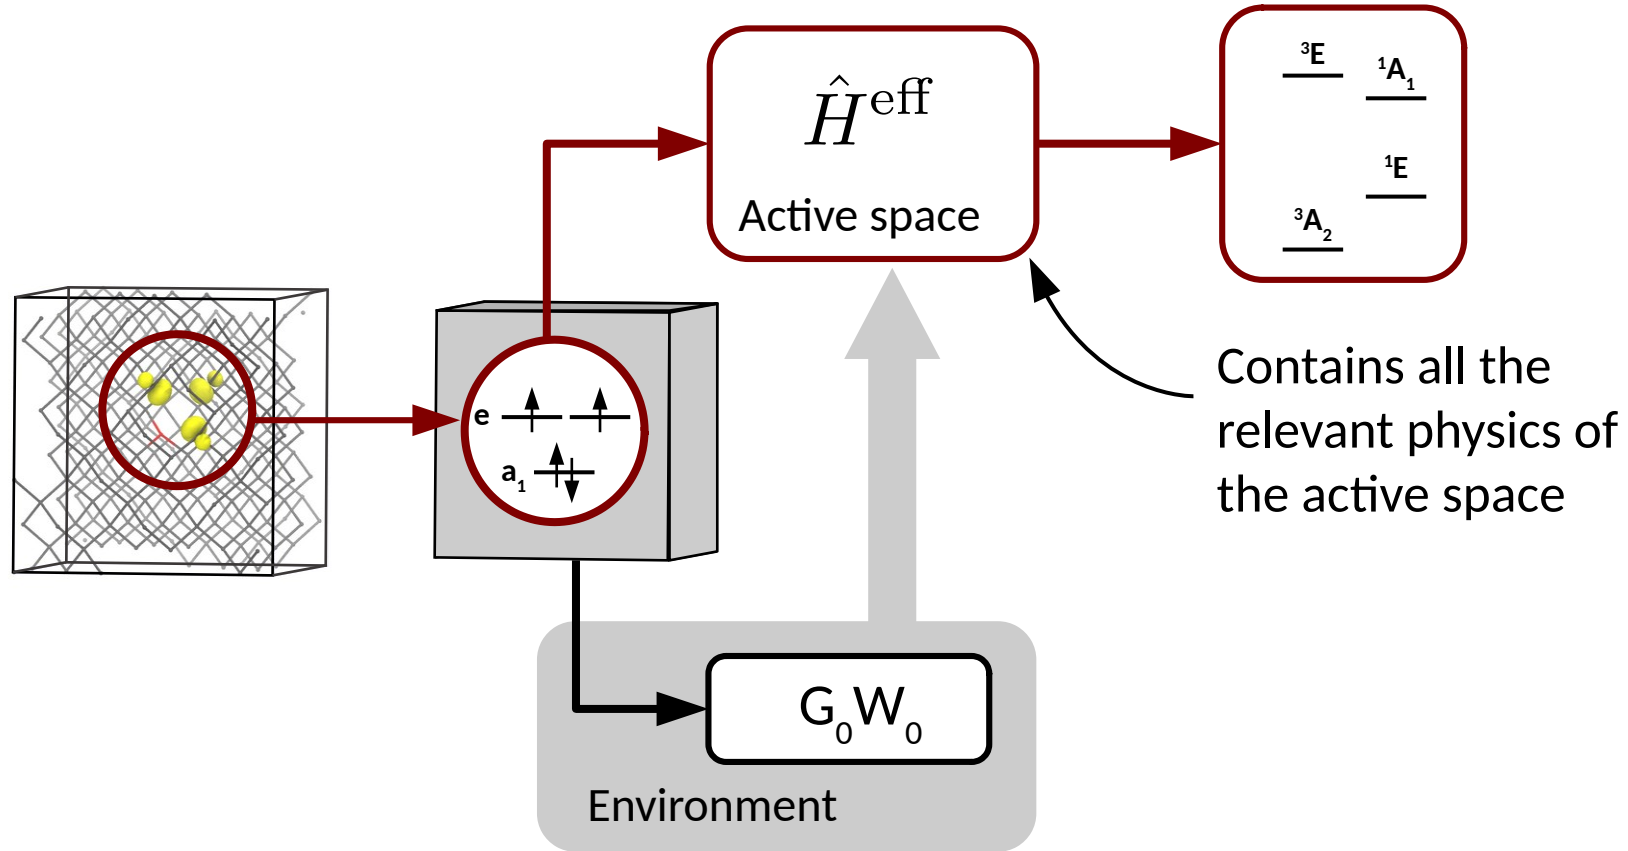 ³E
¹A₁
Ĥ^eff
¹E
Active space
³A₂
Contains all the
relevant physics of
the active space
e
a₁
G₀W₀
Environment